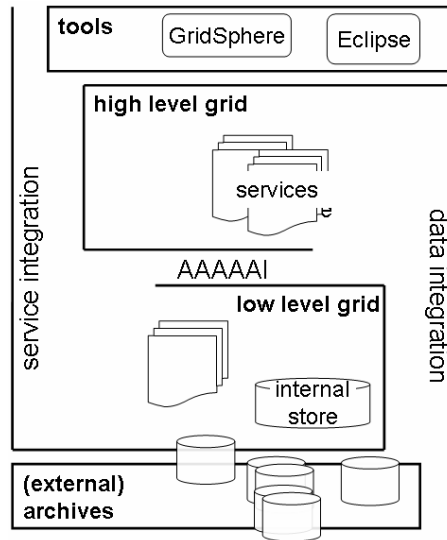 tools
GridSphere
Eclipse
high level grid
services
service integration
data integration
AAAAAI
low level grid
internal
store
(external)
archives